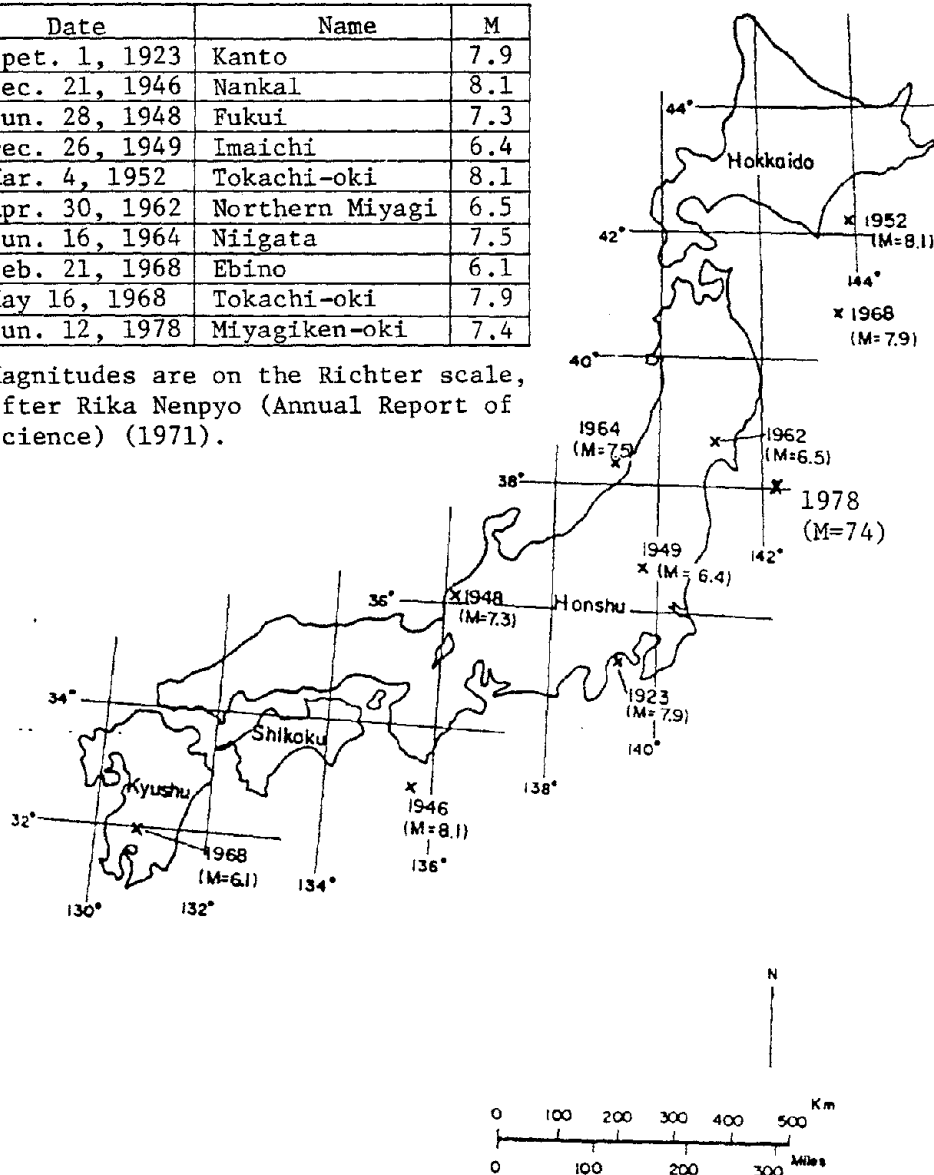 Date Name M
pet. 1, 1923 Kanto 7.9
ec. 21, 1946 Nankal 8.1
un. 28, 1948 Fukui 7.3
ec. 26, 1949 Imaichi 6.4
ar. 4, 1952 Tokachi-oki 8.1
pr. 30, 1962 Northern Miyagi 6.5
un. 16, 1964 Niigata 7.5
eb. 21, 1968 Ebino 6.1
ay 16, 1968 Tokachi-oki 7.9
un. 12, 1978 Miyagiken-oki 7.4
agnitudes are on the Richter scale,
fter Rika Nenpyo (Annual Report of
cience) (1971).
44°
Hokkaido
1952
(M=8.1)
42°
144°
1968
(M=7.9)
40°
1964
(M=7.5)
1962
(M=6.5)
38°
1978
(M=74)
142°
1949
(M=6.4)
36°
1948
(M=7.3)
Honshu
34°
Shikoku
1923
(M=7.9)
140°
138°
Kyushu
1946
(M=8.1)
136°
32°
1968
(M=6.1)
134°
132°
130°
N
0 100 200 300 400 500 Km
0 100 200 300 Miles